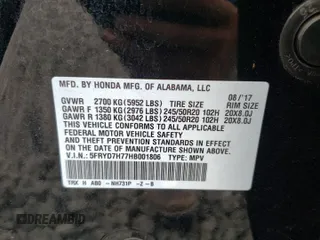 MFD. BY HONDA MFG. OF ALABAMA, LLC 08/'17
GVWR 2700 KG (5952 LBS) TIRE SIZE RIM SIZE
GAWR F 1350 KG (2976 LBS) 245/50R20 102H 20X8.0J
GAWR R 1380 KG (3042 LBS) 245/50R20 102H 20X8.0J
THIS VEHICLE CONFORMS TO ALL APPLICABLE
FEDERAL MOTOR VEHICLE SAFETY STANDARDS
IN EFFECT ON THE DATE OF MANUFACTURE
SHOWN ABOVE.
V.I.N.: 5FRYD7H77HB001806 TYPE: MPV
NH731P -2-B
DREAMBID